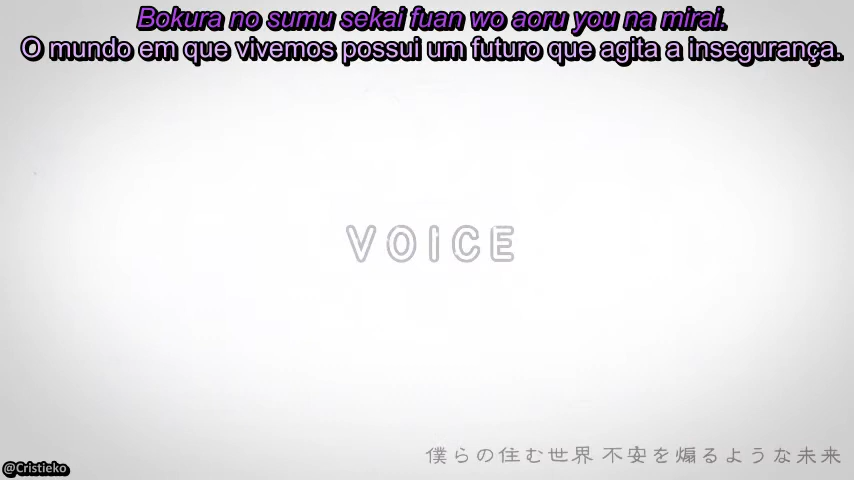 Bokura no sumu sekai fuan wo aoru you na mirai.
O mundo em que vivemos possui um futuro que agita a insegurança.
VOICE
僕らの住む世界 不安を煽るような未来
@Cristieko